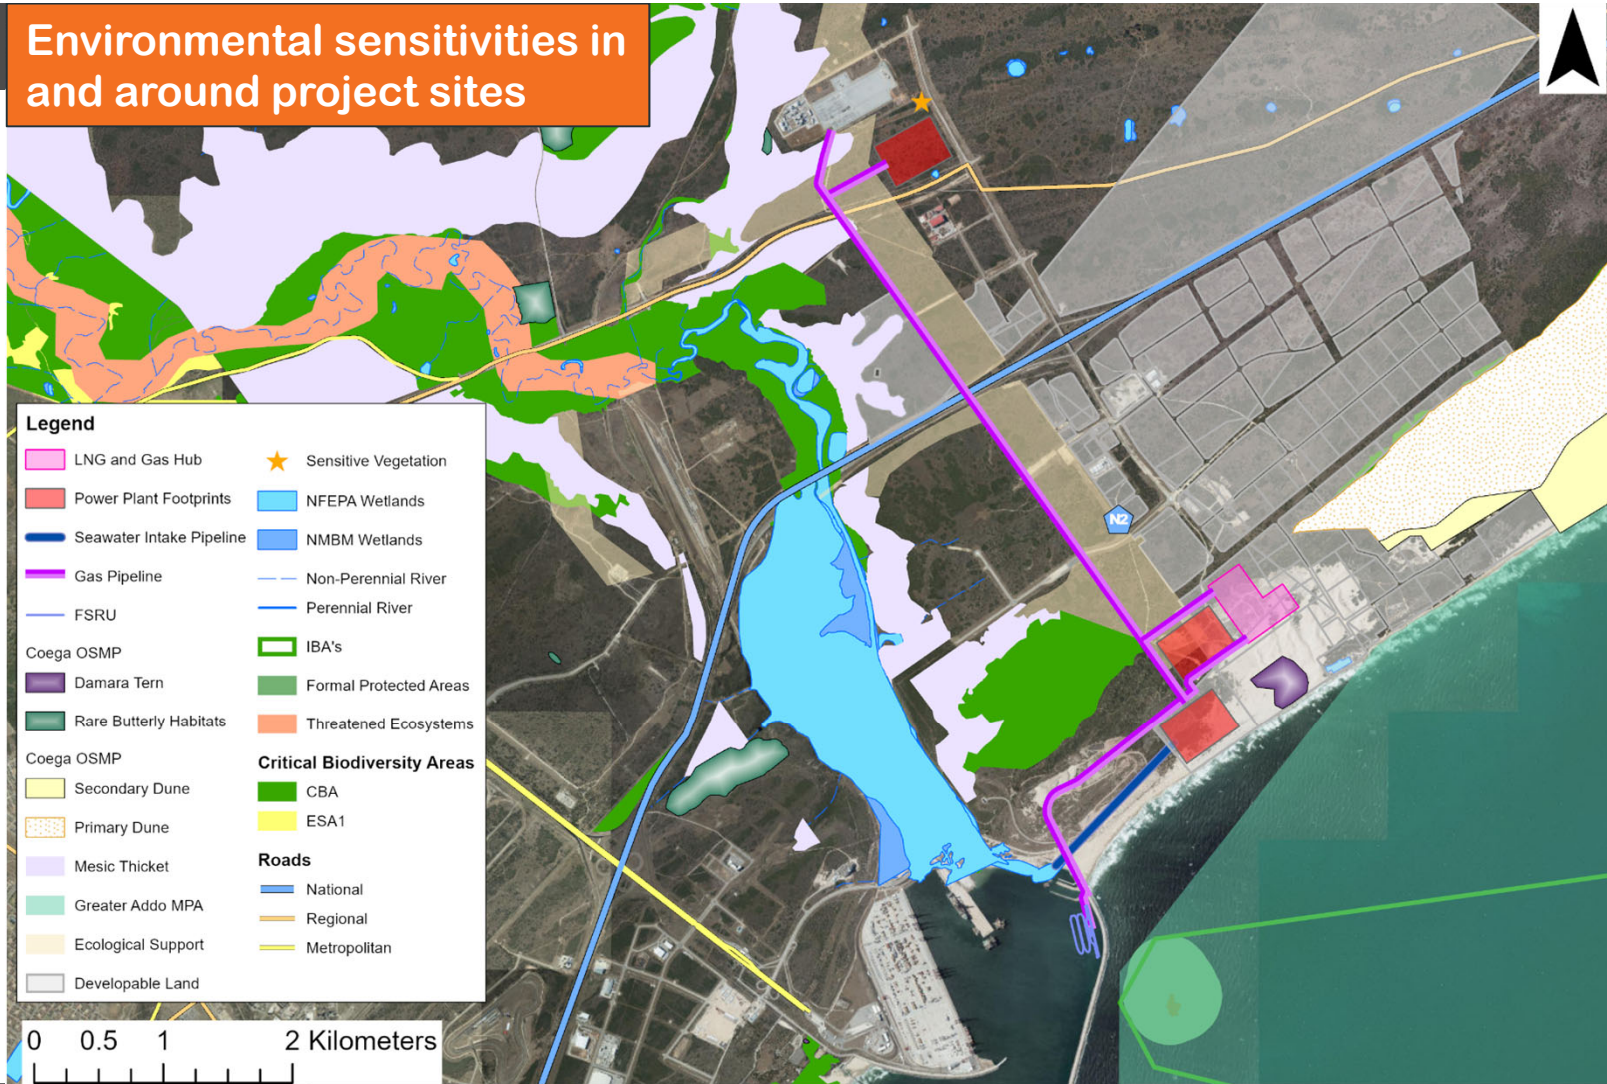 Environmental sensitivities in
and around project sites
Legend
LNG and Gas Hub
Power Plant Footprints
Seawater Intake Pipeline
Gas Pipeline
FSRU
Coega OSMP
Damara Tern
Rare Butterly Habitats
Coega OSMP
Secondary Dune
Primary Dune
Mesic Thicket
Greater Addo MPA
Ecological Support
Developable Land
Sensitive Vegetation
NFEPA Wetlands
NMBM Wetlands
Non-Perennial River
Perennial River
IBA's
Formal Protected Areas
Threatened Ecosystems
Critical Biodiversity Areas
CBA
ESA1
Roads
National
Regional
Metropolitan
N2
0 0.5 1 2 Kilometers